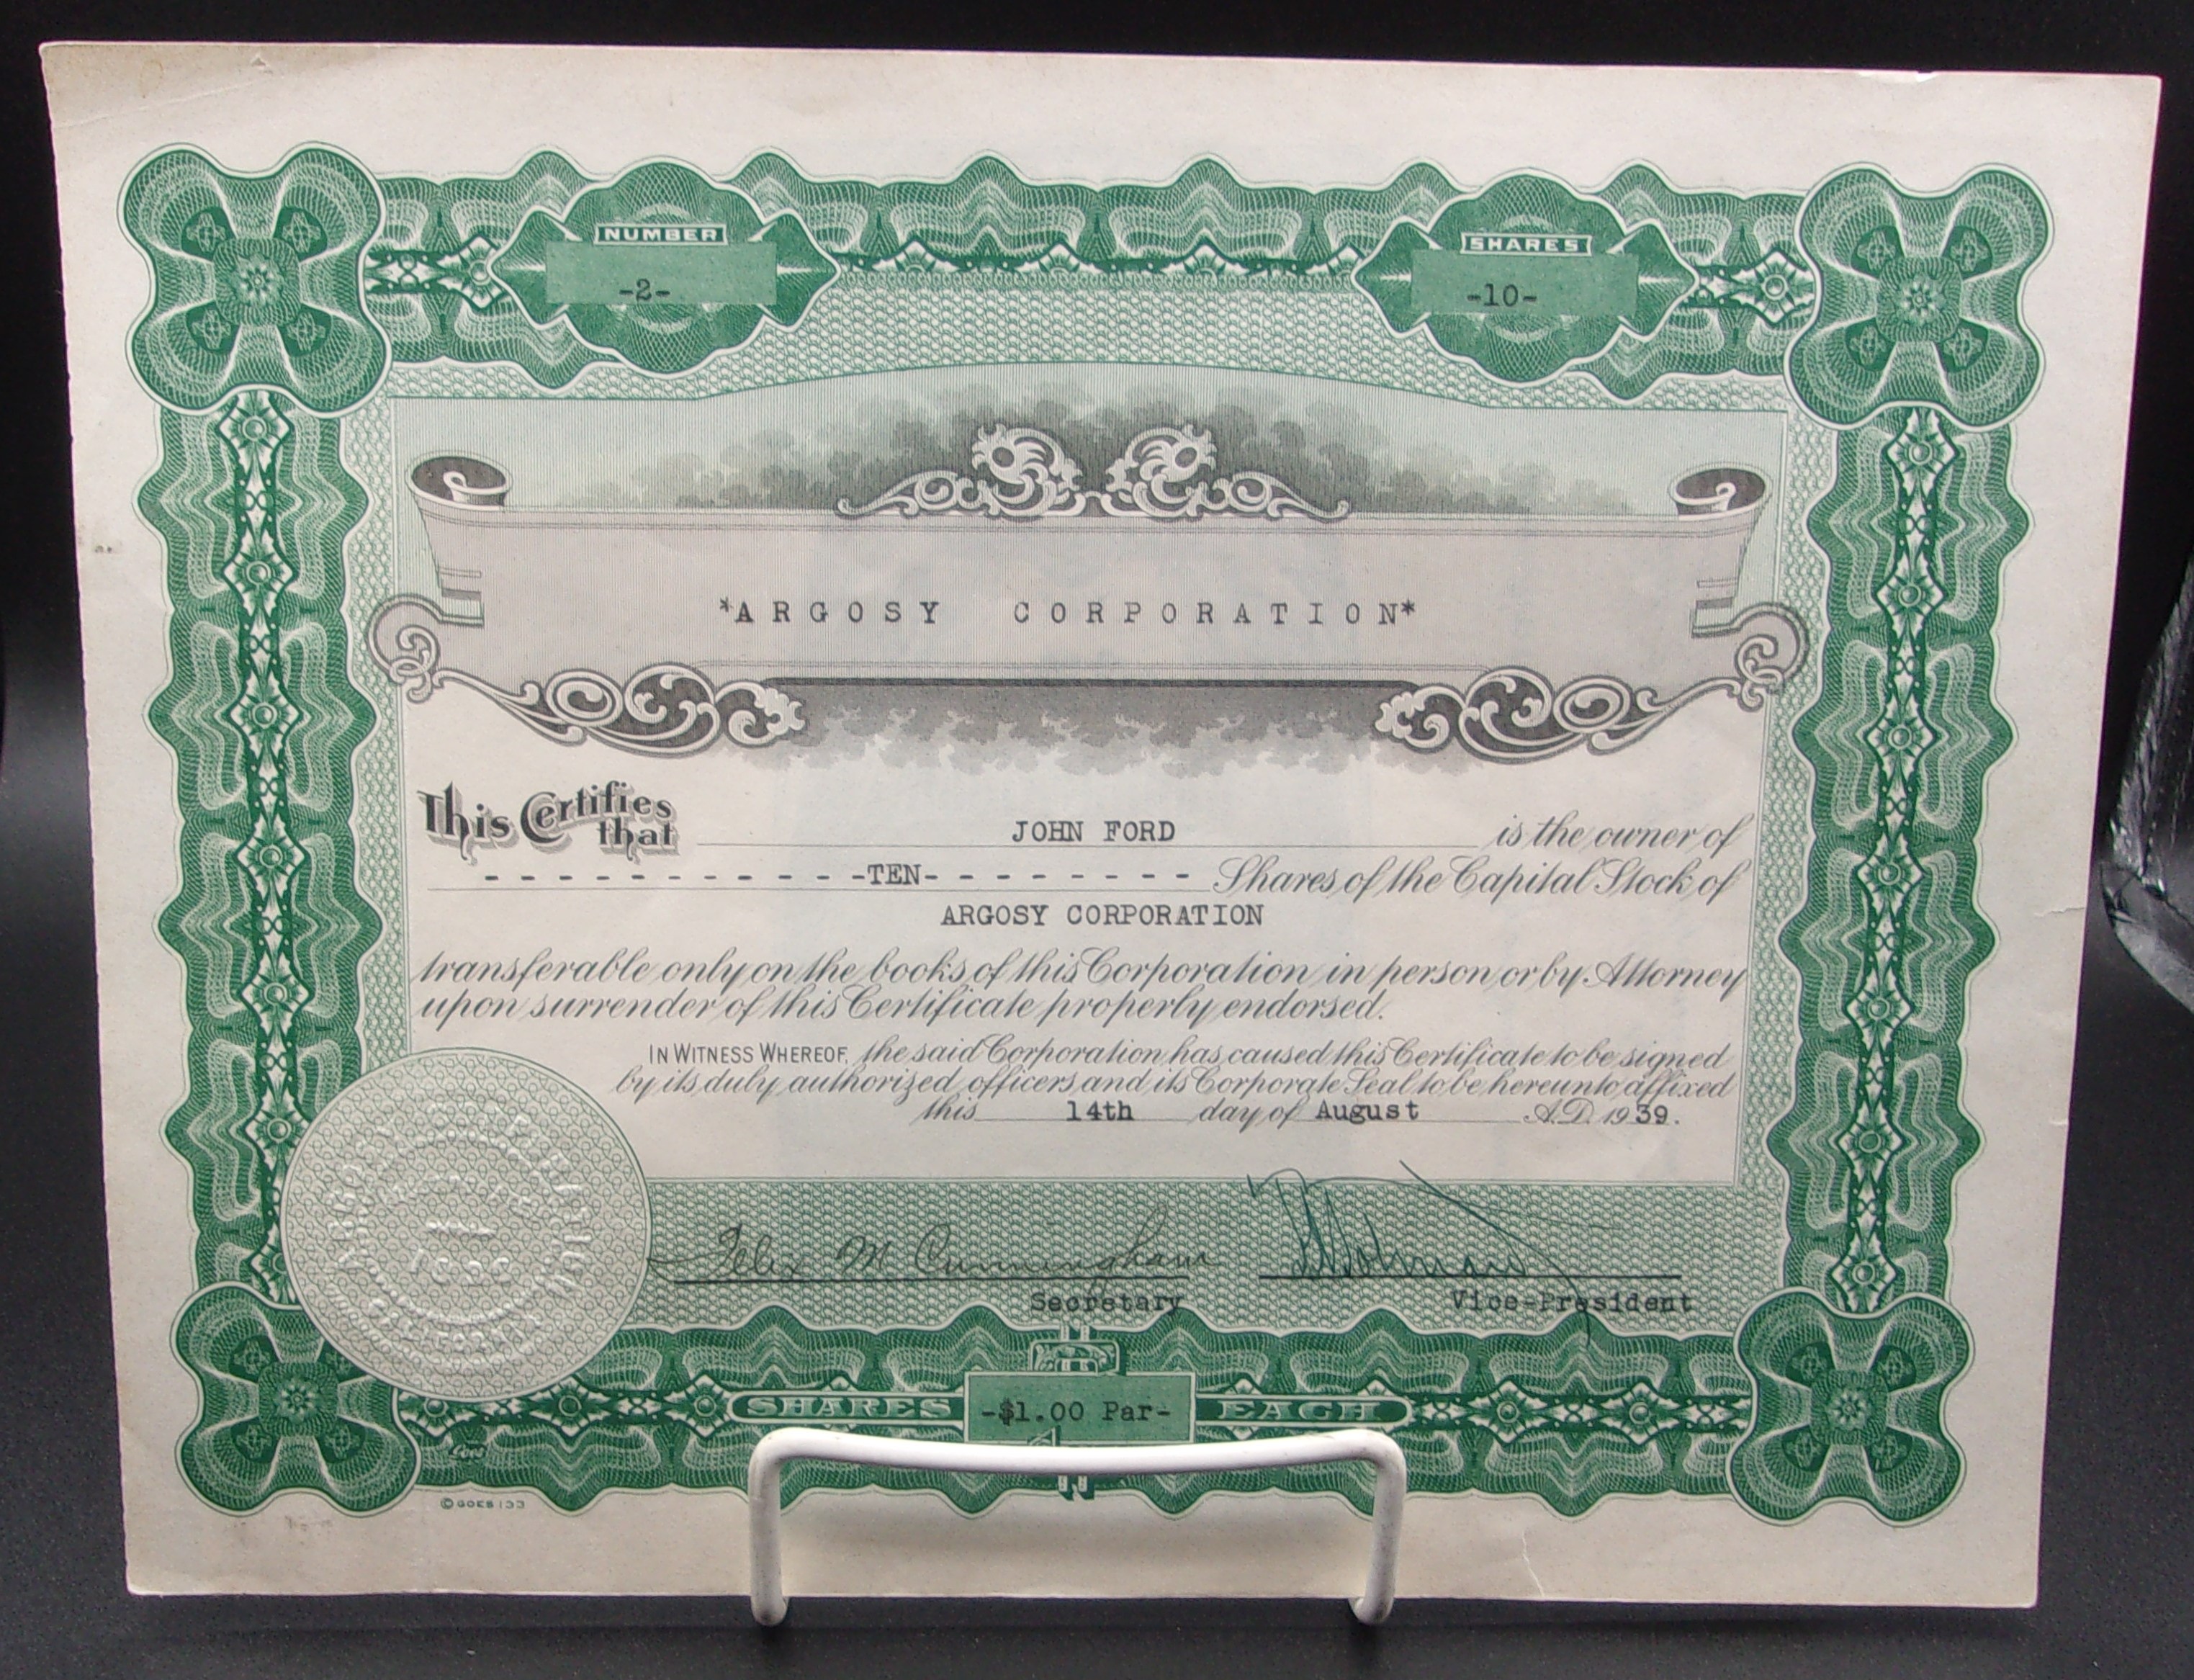 NUMBER
-2-
SHARES
-10-
*ARGOSY CORPORATION*
This Certifies that JOHN FORD is the owner of
- - - - - - - - - - - -TEN- - - - - - - - - Shares of the Capital Stock of
ARGOSY CORPORATION
transferable only on the books of this Corporation in person or by Attorney
upon surrender of this Certificate properly endorsed.
IN WITNESS WHEREOF, the said Corporation has caused this Certificate to be signed
by its duly authorized officers and its Corporate Seal to be hereunto affixed
this 14th day of August A.D. 1939.
ARGOSY CORPORATION
Felix M Cunningham
Secretary
Vice-President
SHARES -$1.00 Par- EACH
Goes
© GOES 133